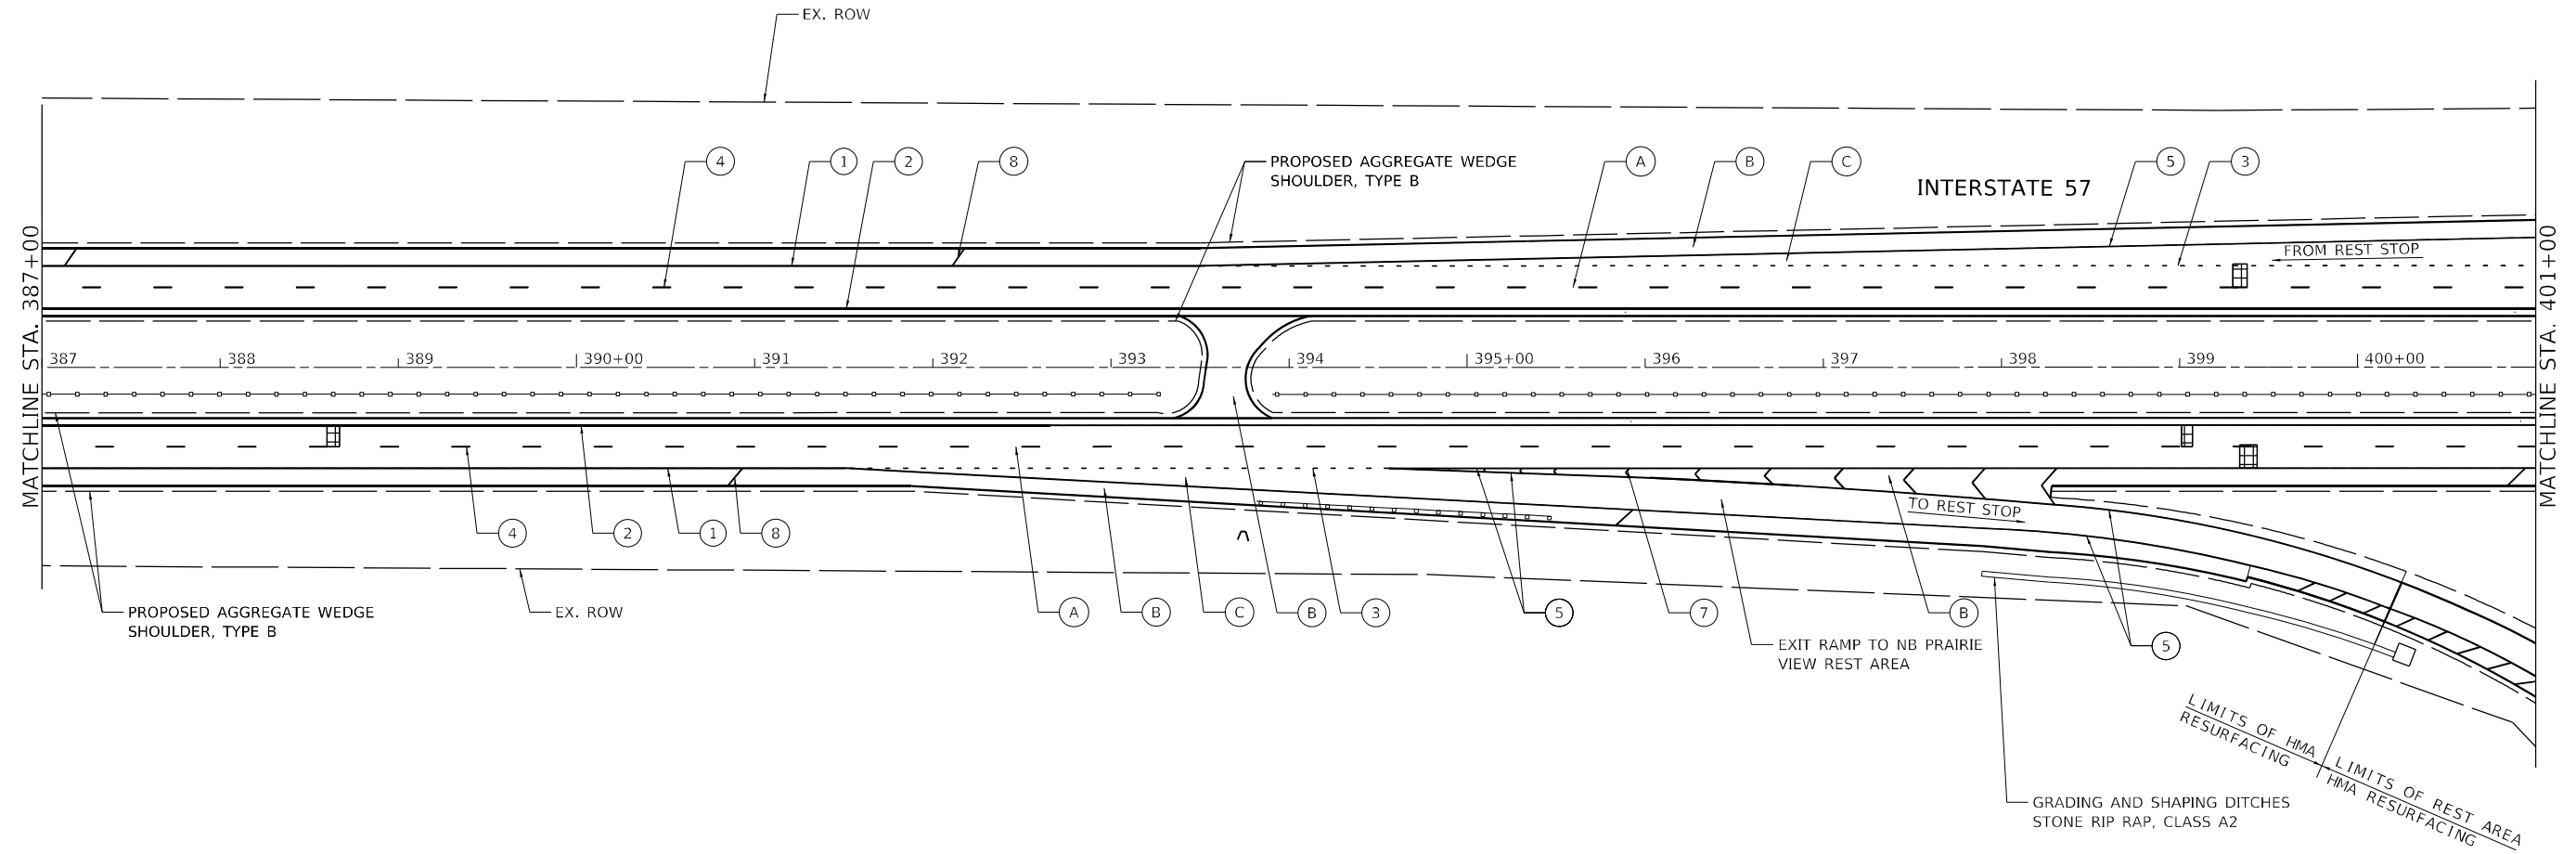 EX. ROW
4
1
2
8
PROPOSED AGGREGATE WEDGE
SHOULDER, TYPE B
A
B
C
INTERSTATE 57
5
3
FROM REST STOP
MATCHLINE STA. 387+00
MATCHLINE STA. 401+00
387
388
389
390+00
391
392
393
394
395+00
396
397
398
399
400+00
TO REST STOP
4
2
1
8
PROPOSED AGGREGATE WEDGE
SHOULDER, TYPE B
EX. ROW
A
B
C
B
3
5
7
B
EXIT RAMP TO NB PRAIRIE
VIEW REST AREA
5
LIMITS OF HMA
RESURFACING
LIMITS OF REST AREA
HMA RESURFACING
GRADING AND SHAPING DITCHES
STONE RIP RAP, CLASS A2